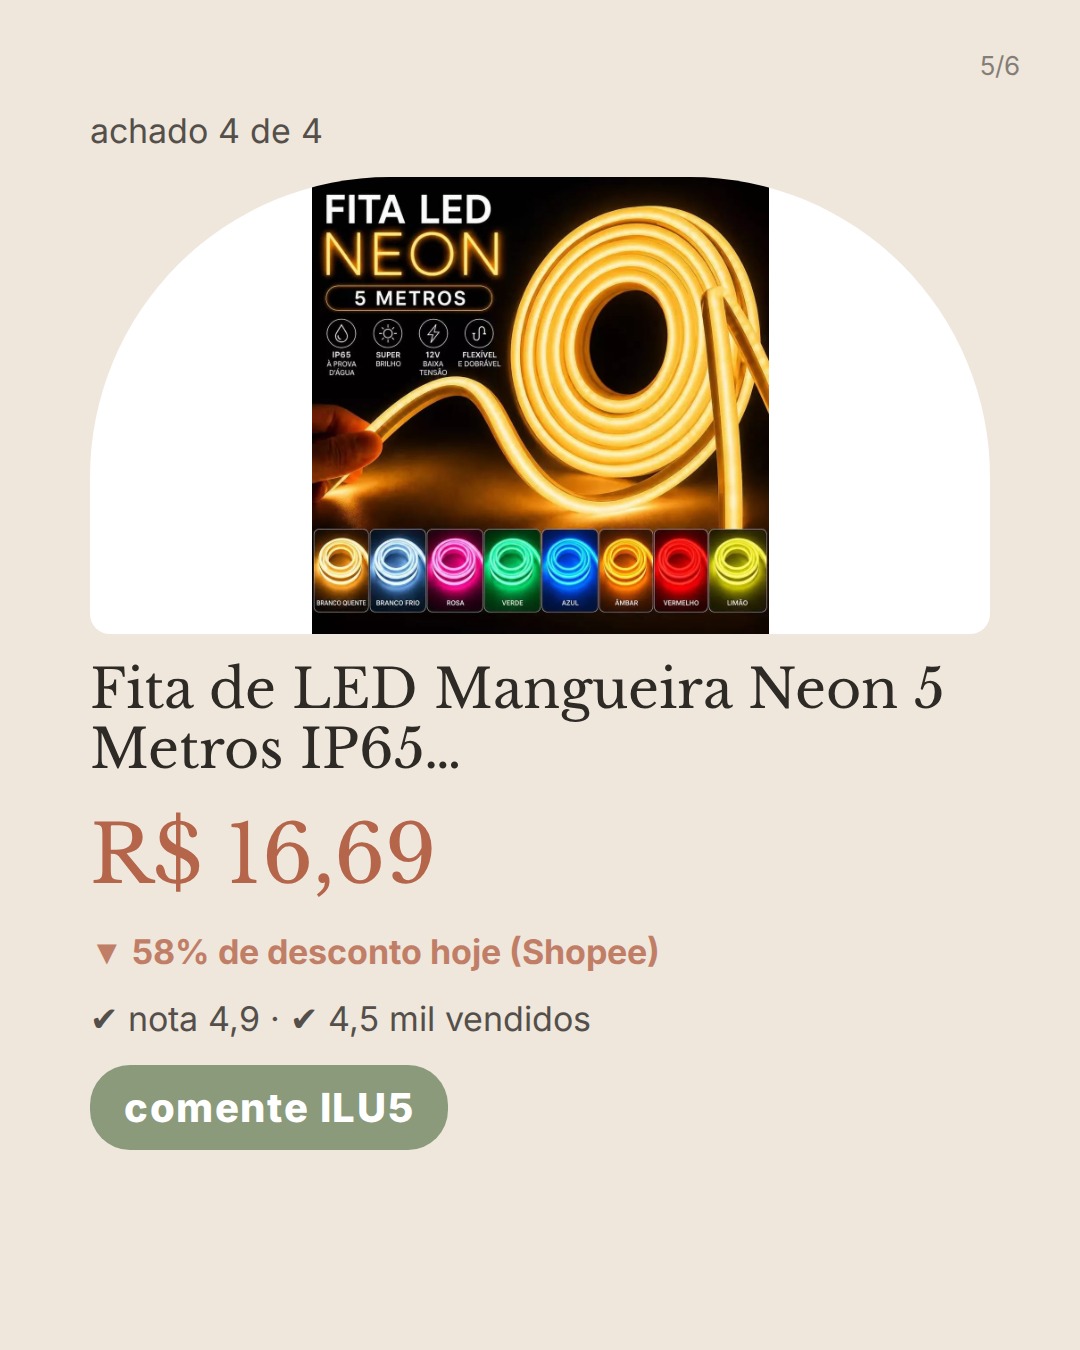 5/6
achado 4 de 4
FITA LED
NEON
5 METROS
IP65
À PROVA
D'ÁGUA
SUPER
BRILHO
12V
BAIXA
TENSÃO
FLEXÍVEL
E DOBRÁVEL
BRANCO QUENTE
BRANCO FRIO
ROSA
VERDE
AZUL
ÂMBAR
VERMELHO
LIMÃO
Fita de LED Mangueira Neon 5
Metros IP65...
R$ 16,69
▼ 58% de desconto hoje (Shopee)
✔ nota 4,9 · ✔ 4,5 mil vendidos
comente ILU5